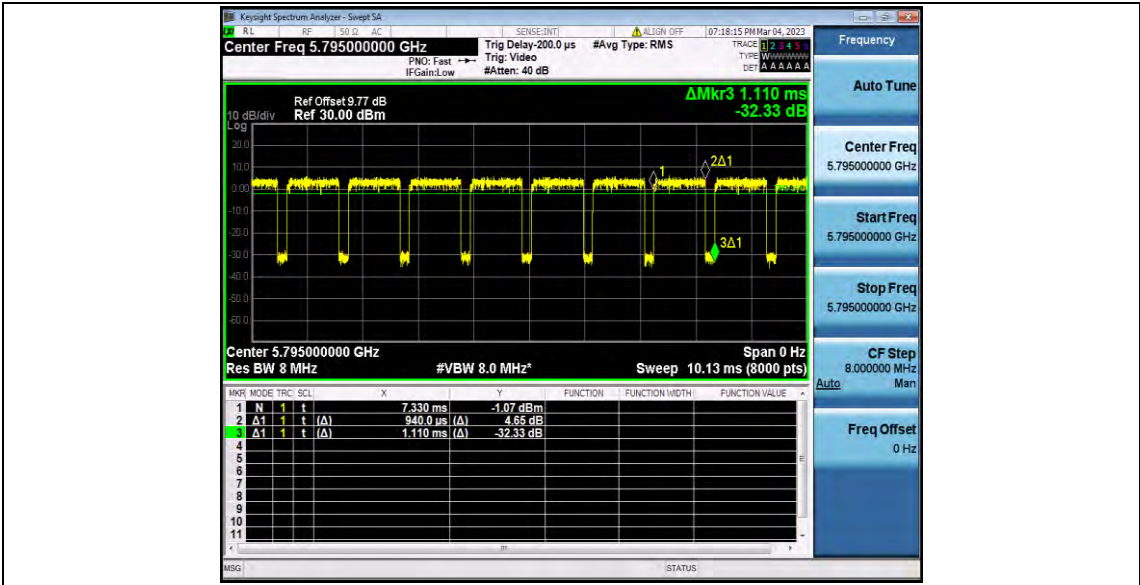 Keysight Spectrum Analyzer - Swept SA
RL RF 50 Ω AC SENSE:INT ALIGN OFF 07:18:15 PM Mar 04, 2023
Center Freq 5.795000000 GHz
PNO: Fast
IFGain:Low
Trig Delay-200.0 µs
Trig: Video
#Atten: 40 dB
#Avg Type: RMS
TRACE 1 2 3 4 5 6
TYPE WWWWWW
DET A A A A A A
Frequency
Auto Tune
Center Freq
5.795000000 GHz
Start Freq
5.795000000 GHz
Stop Freq
5.795000000 GHz
CF Step
8.000000 MHz
Auto Man
Freq Offset
0 Hz
ΔMkr3 1.110 ms
-32.33 dB
Ref Offset 9.77 dB
10 dB/div Ref 30.00 dBm
Log
20.0
10.0
0.00
-10.0
-20.0
-30.0
-40.0
-50.0
-60.0
1
2Δ1
3Δ1
Center 5.795000000 GHz Span 0 Hz
Res BW 8 MHz #VBW 8.0 MHz* Sweep 10.13 ms (8000 pts)
MKR MODE TRC SCL X Y FUNCTION FUNCTION WIDTH FUNCTION VALUE
1 N 1 t 7.330 ms -1.07 dBm
2 Δ1 1 t (Δ) 940.0 µs (Δ) 4.65 dB
3 Δ1 1 t (Δ) 1.110 ms (Δ) -32.33 dB
4
5
6
7
8
9
10
11
MSG STATUS